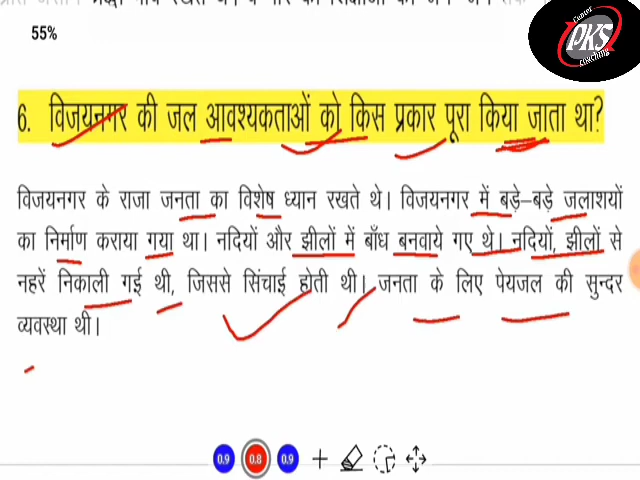 55%
Career
PKS
coaching
6. विजयनगर की जल आवश्यकताओं को किस प्रकार पूरा किया जाता था?
विजयनगर के राजा जनता का विशेष ध्यान रखते थे। विजयनगर में बड़े–बड़े जलाशयों
का निर्माण कराया गया था। नदियों और झीलों में बाँध बनवाये गए थे। नदियों, झीलों से
नहरें निकाली गई थी, जिससे सिंचाई होती थी। जनता के लिए पेयजल की सुन्दर
व्यवस्था थी।
0.9 0.8 0.9